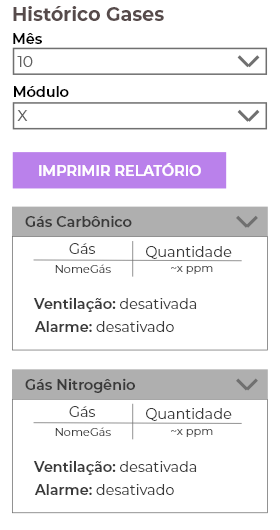 Histórico Gases
Mês
10
Módulo
X
IMPRIMIR RELATÓRIO
Gás Carbônico
Gás Quantidade
NomeGás ~x ppm
Ventilação: desativada
Alarme: desativado
Gás Nitrogênio
Gás Quantidade
NomeGás ~x ppm
Ventilação: desativada
Alarme: desativado